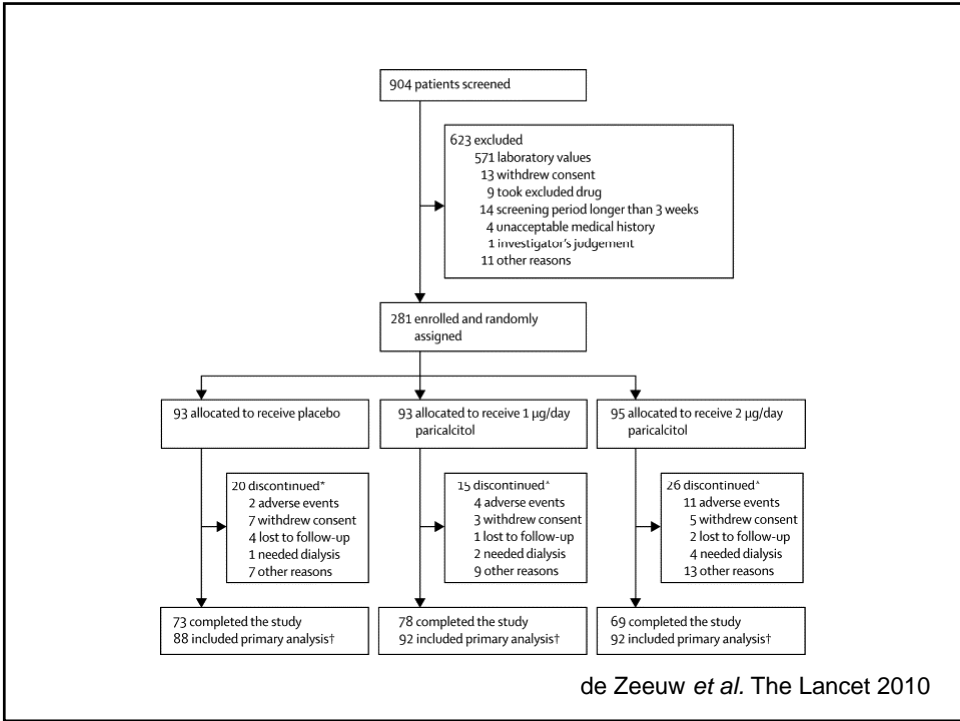 904 patients screened
623 excluded
571 laboratory values
13 withdrew consent
9 took excluded drug
14 screening period longer than 3 weeks
4 unacceptable medical history
1 investigator's judgement
11 other reasons
281 enrolled and randomly
assigned
93 allocated to receive placebo
93 allocated to receive 1 µg/day
paricalcitol
95 allocated to receive 2 µg/day
paricalcitol
20 discontinued*
2 adverse events
7 withdrew consent
4 lost to follow-up
1 needed dialysis
7 other reasons
15 discontinued*
4 adverse events
3 withdrew consent
1 lost to follow-up
2 needed dialysis
9 other reasons
26 discontinued*
11 adverse events
5 withdrew consent
2 lost to follow-up
4 needed dialysis
13 other reasons
73 completed the study
88 included primary analysis†
78 completed the study
92 included primary analysis†
69 completed the study
92 included primary analysis†
de Zeeuw et al. The Lancet 2010